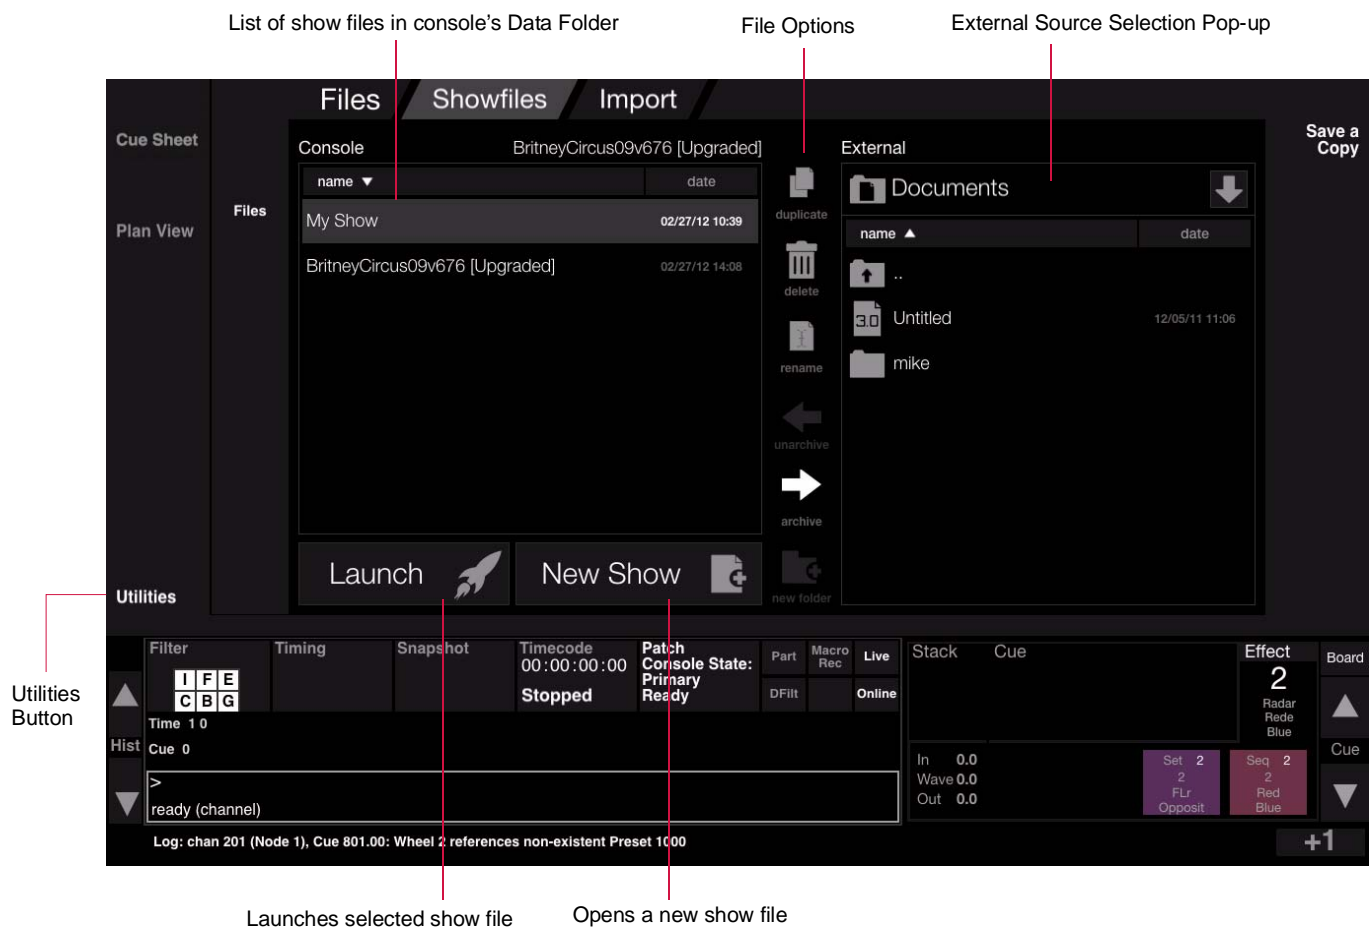 List of show files in console's Data Folder
File Options
External Source Selection Pop-up
Files
Showfiles
Import
Cue Sheet
Save a
Copy
Console
BritneyCircus09v676 [Upgraded]
External
name ▼
date
Documents
duplicate
Files
My Show
02/27/12 10:39
Plan View
name ▲
date
BritneyCircus09v676 [Upgraded]
02/27/12 14:08
..
delete
3.0 Untitled
12/05/11 11:06
rename
mike
unarchive
archive
Launch
New Show
new folder
Utilities
Filter
Timing
Snapshot
Timecode
00:00:00:00
Stopped
Patch
Console State:
Primary
Ready
Part
Macro
Rec
Live
DFilt
Online
Stack
Cue
Effect
2
Radar
Rede
Blue
Board
I F E
C B G
Utilities
Button
Time 1 0
Hist
Cue 0
Cue
In 0.0
Wave 0.0
Out 0.0
Set 2
2
FLr
Opposit
Seq 2
2
Red
Blue
>
ready (channel)
Log: chan 201 (Node 1), Cue 801.00: Wheel 2 references non-existent Preset 1000
+1
Launches selected show file
Opens a new show file